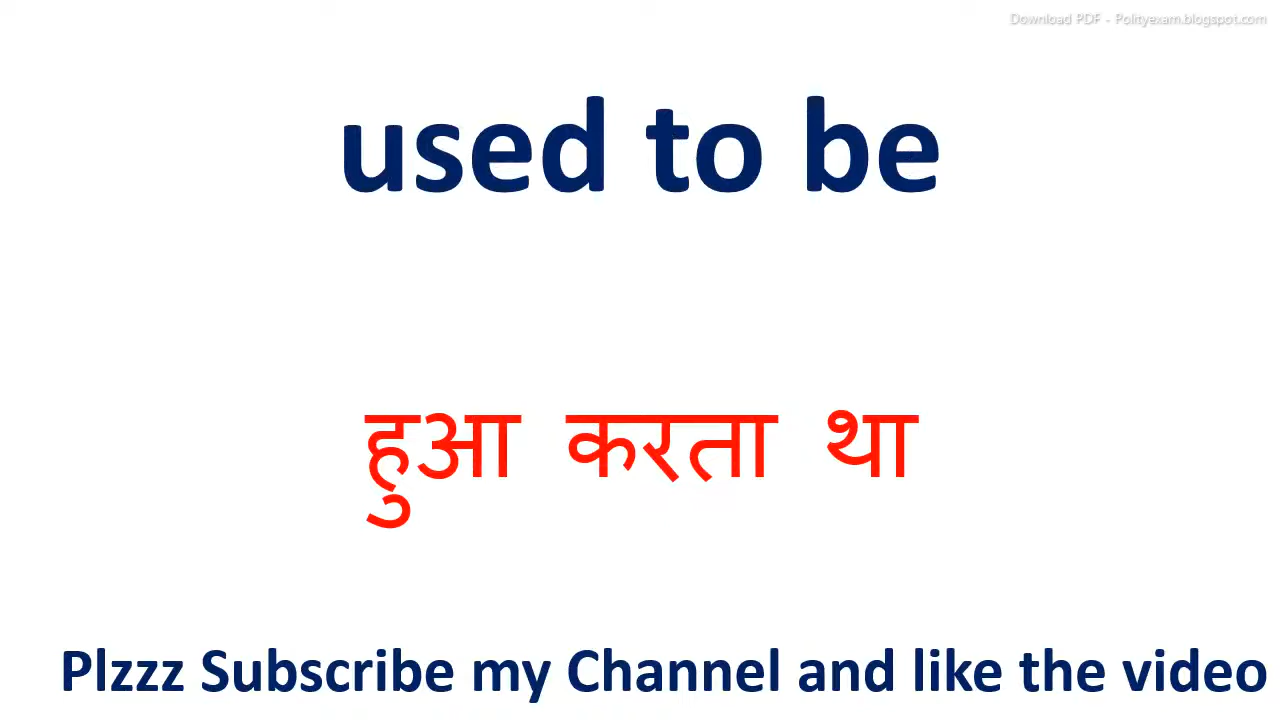 Download PDF - Polityexam.blogspot.com
used to be
हुआ करता था
Plzzz Subscribe my Channel and like the video